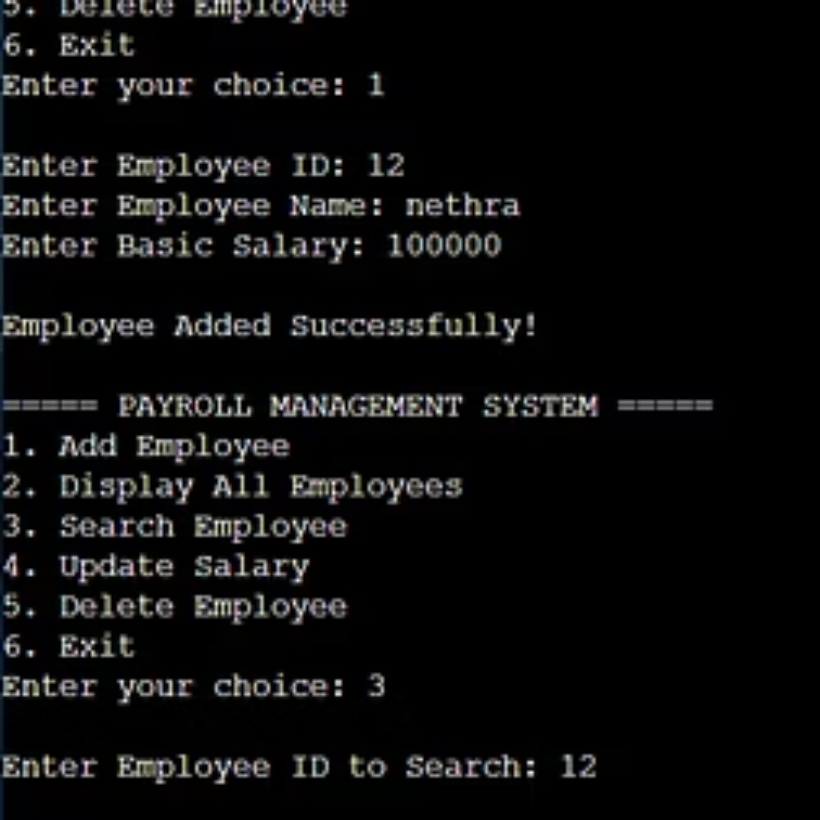 5. Delete Employee
6. Exit
Enter your choice: 1
Enter Employee ID: 12
Enter Employee Name: nethra
Enter Basic Salary: 100000
Employee Added Successfully!
===== PAYROLL MANAGEMENT SYSTEM =====
1. Add Employee
2. Display All Employees
3. Search Employee
4. Update Salary
5. Delete Employee
6. Exit
Enter your choice: 3
Enter Employee ID to Search: 12